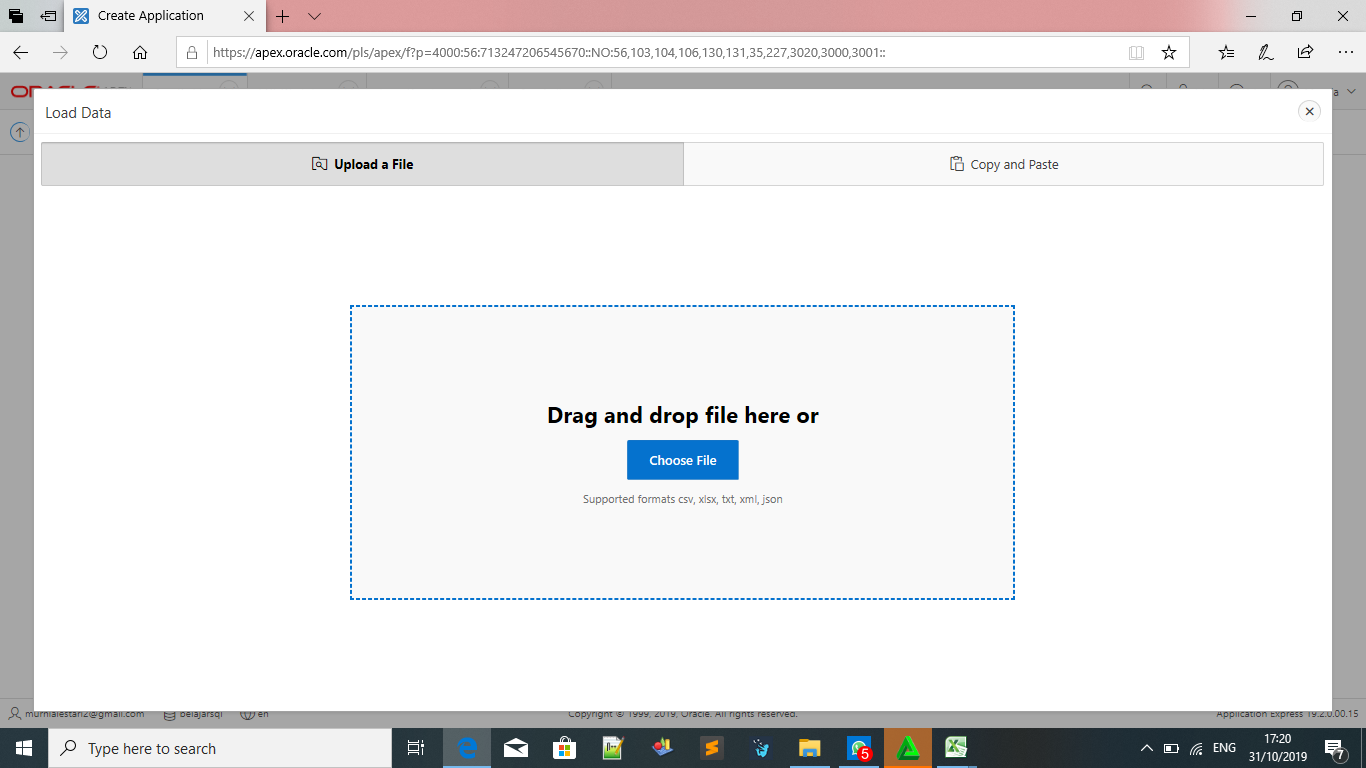 Create Application
https://apex.oracle.com/pls/apex/f?p=4000:56:713247206545670::NO:56,103,104,106,130,131,35,227,3020,3000,3001::
ORACLE
Load Data
Upload a File
Copy and Paste
Drag and drop file here or
Choose File
Supported formats csv, xlsx, txt, xml, json
murnialestari2@gmail.com
belajarsql
en
Copyright © 1999, 2019, Oracle. All rights reserved.
Application Express 19.2.0.00.15
Type here to search
5
ENG
17:20
31/10/2019
7